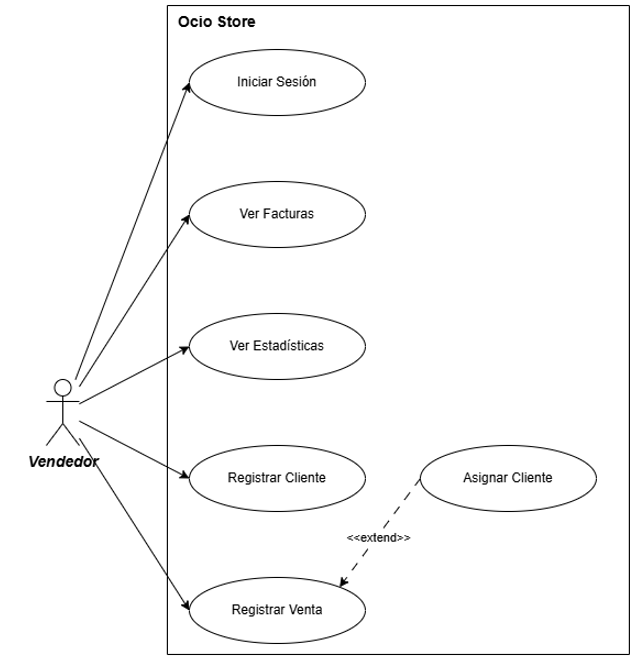 Ocio Store
Iniciar Sesión
Ver Facturas
Ver Estadísticas
Vendedor
Registrar Cliente
Asignar Cliente
<<extend>>
Registrar Venta